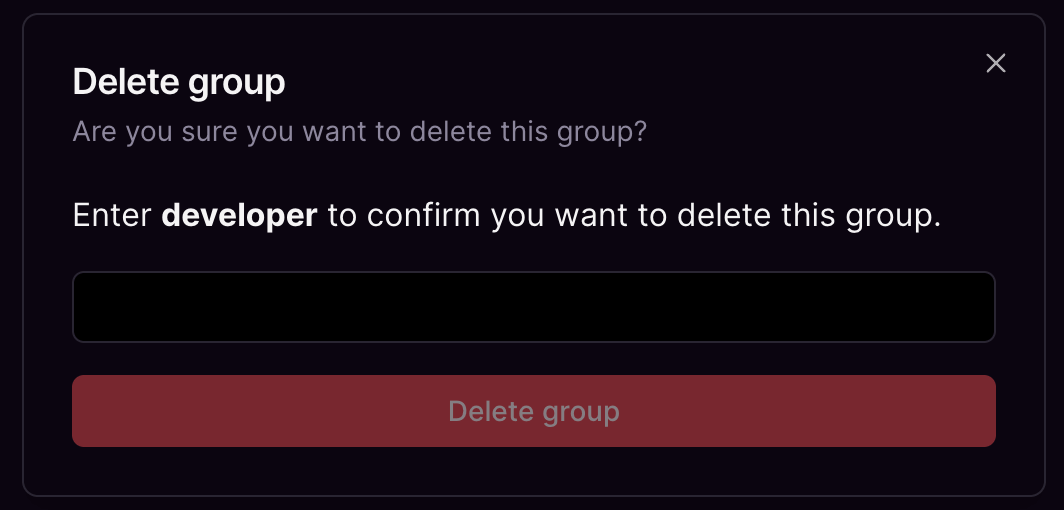 Delete group
Are you sure you want to delete this group?
Enter developer to confirm you want to delete this group.
Delete group